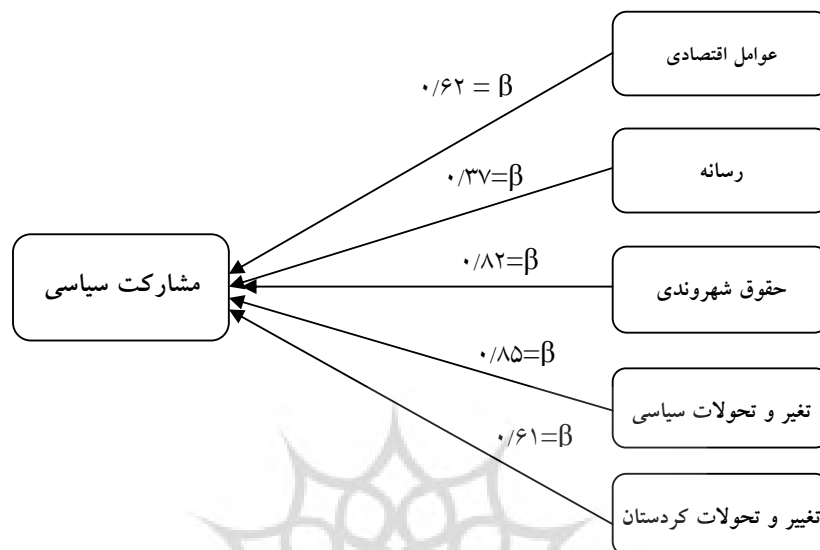 عوامل اقتصادی
۰/۶۲ = β
رسانه
۰/۳۷=β
حقوق شهروندی
۰/۸۲=β
مشارکت سیاسی
۰/۸۵=β
تغیر و تحولات سیاسی
۰/۶۱=β
تغییر و تحولات کردستان